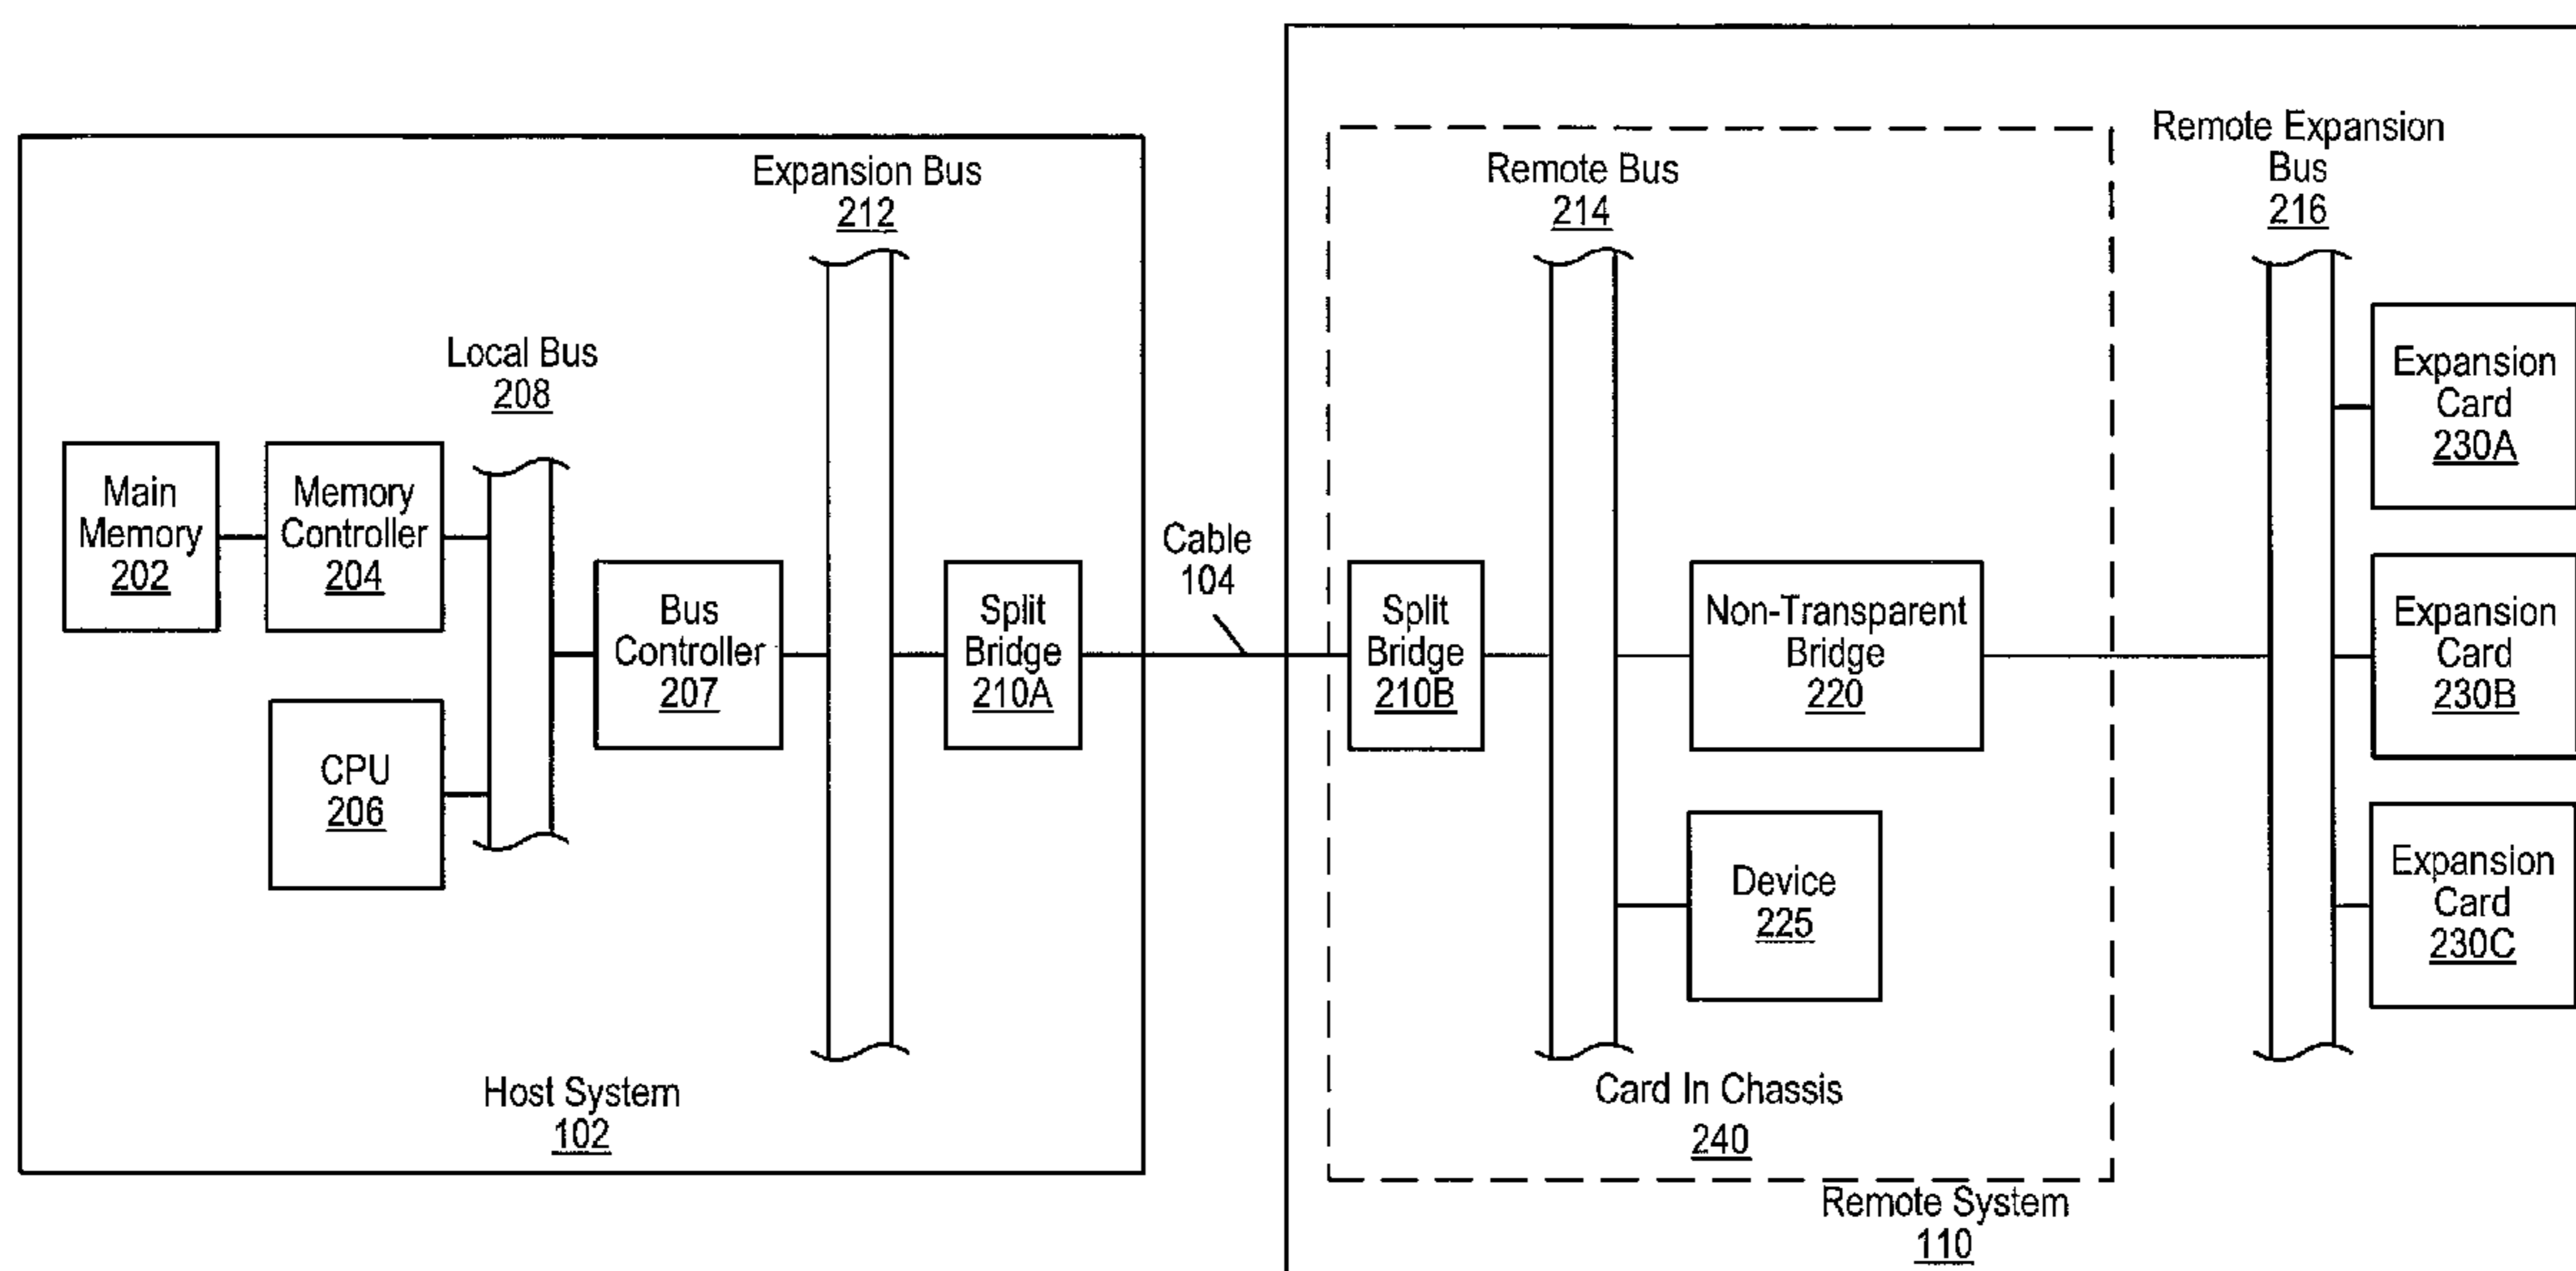 Expansion Bus
212
Local Bus
208
Main
Memory
202
Memory
Controller
204
CPU
206
Bus
Controller
207
Split
Bridge
210A
Host System
102
Cable
104
Remote Bus
214
Split
Bridge
210B
Non-Transparent
Bridge
220
Device
225
Card In Chassis
240
Remote System
110
Remote Expansion
Bus
216
Expansion
Card
230A
Expansion
Card
230B
Expansion
Card
230C